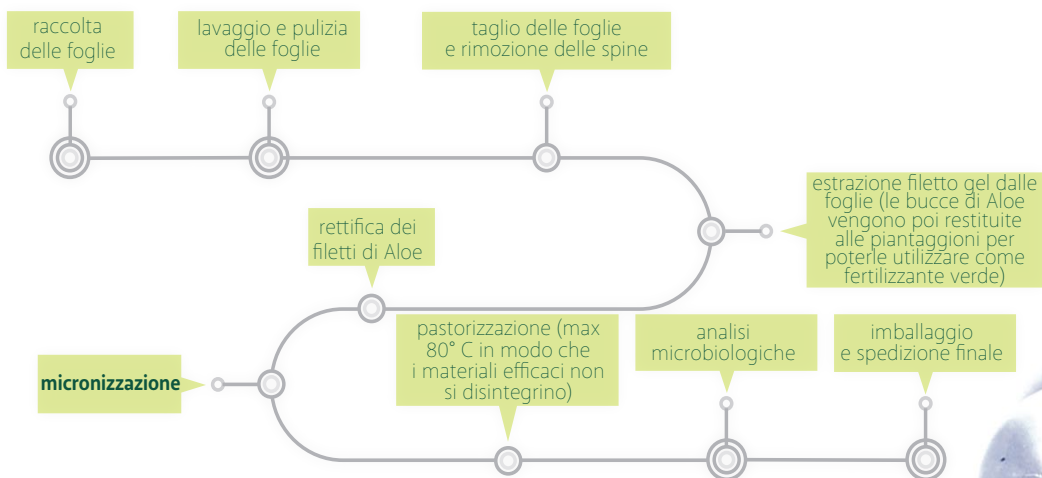 raccolta
delle foglie
lavaggio e pulizia
delle foglie
taglio delle foglie
e rimozione delle spine
estrazione filetto gel dalle
foglie (le bucce di Aloe
vengono poi restituite
alle piantaggioni per
poterle utilizzare come
fertilizzante verde)
rettifica dei
filetti di Aloe
micronizzazione
pastorizzazione (max
80° C in modo che
i materiali efficaci non
si disintegrino)
analisi
microbiologiche
imballaggio
e spedizione finale